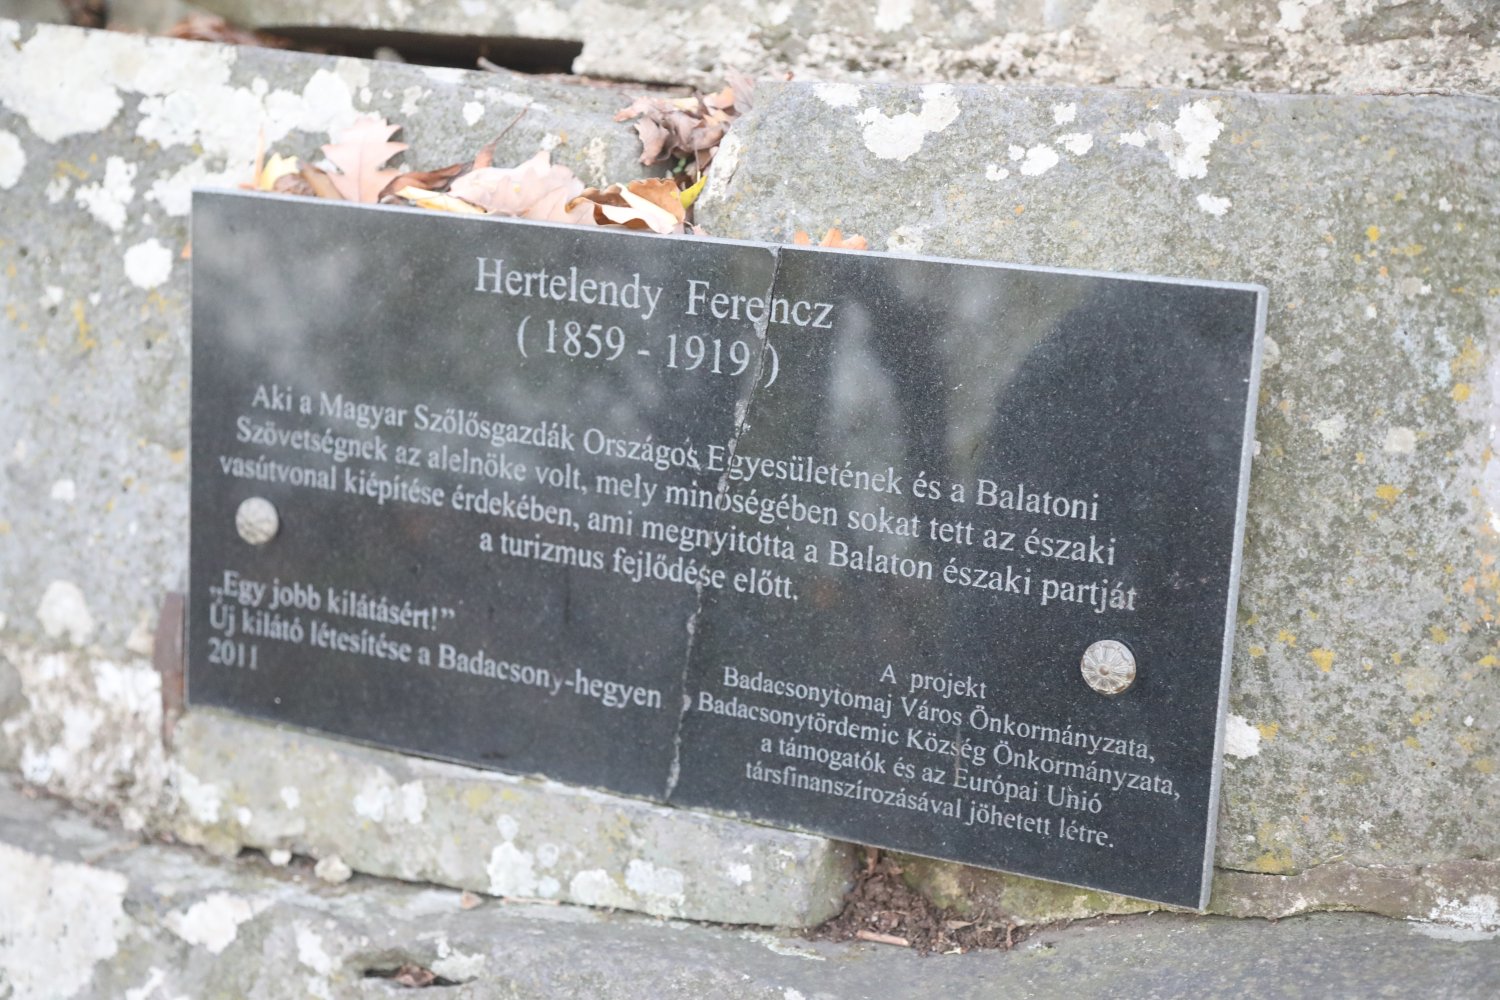 Hertelendy Ferencz
( 1859 - 1919 )
Aki a Magyar Szőlősgazdák Országos Egyesületének és a Balatoni
Szövetségnek az alelnöke volt, mely minőségében sokat tett az északi
vasútvonal kiépítése érdekében, ami megnyitotta a Balaton északi partját
a turizmus fejlődése előtt.
„Egy jobb kilátásért!”
Új kilátó létesítése a Badacsony-hegyen
2011
A projekt
Badacsonytomaj Város Önkormányzata,
Badacsonytördemic Község Önkormányzata,
a támogatók és az Európai Unió
társfinanszírozásával jöhetett létre.